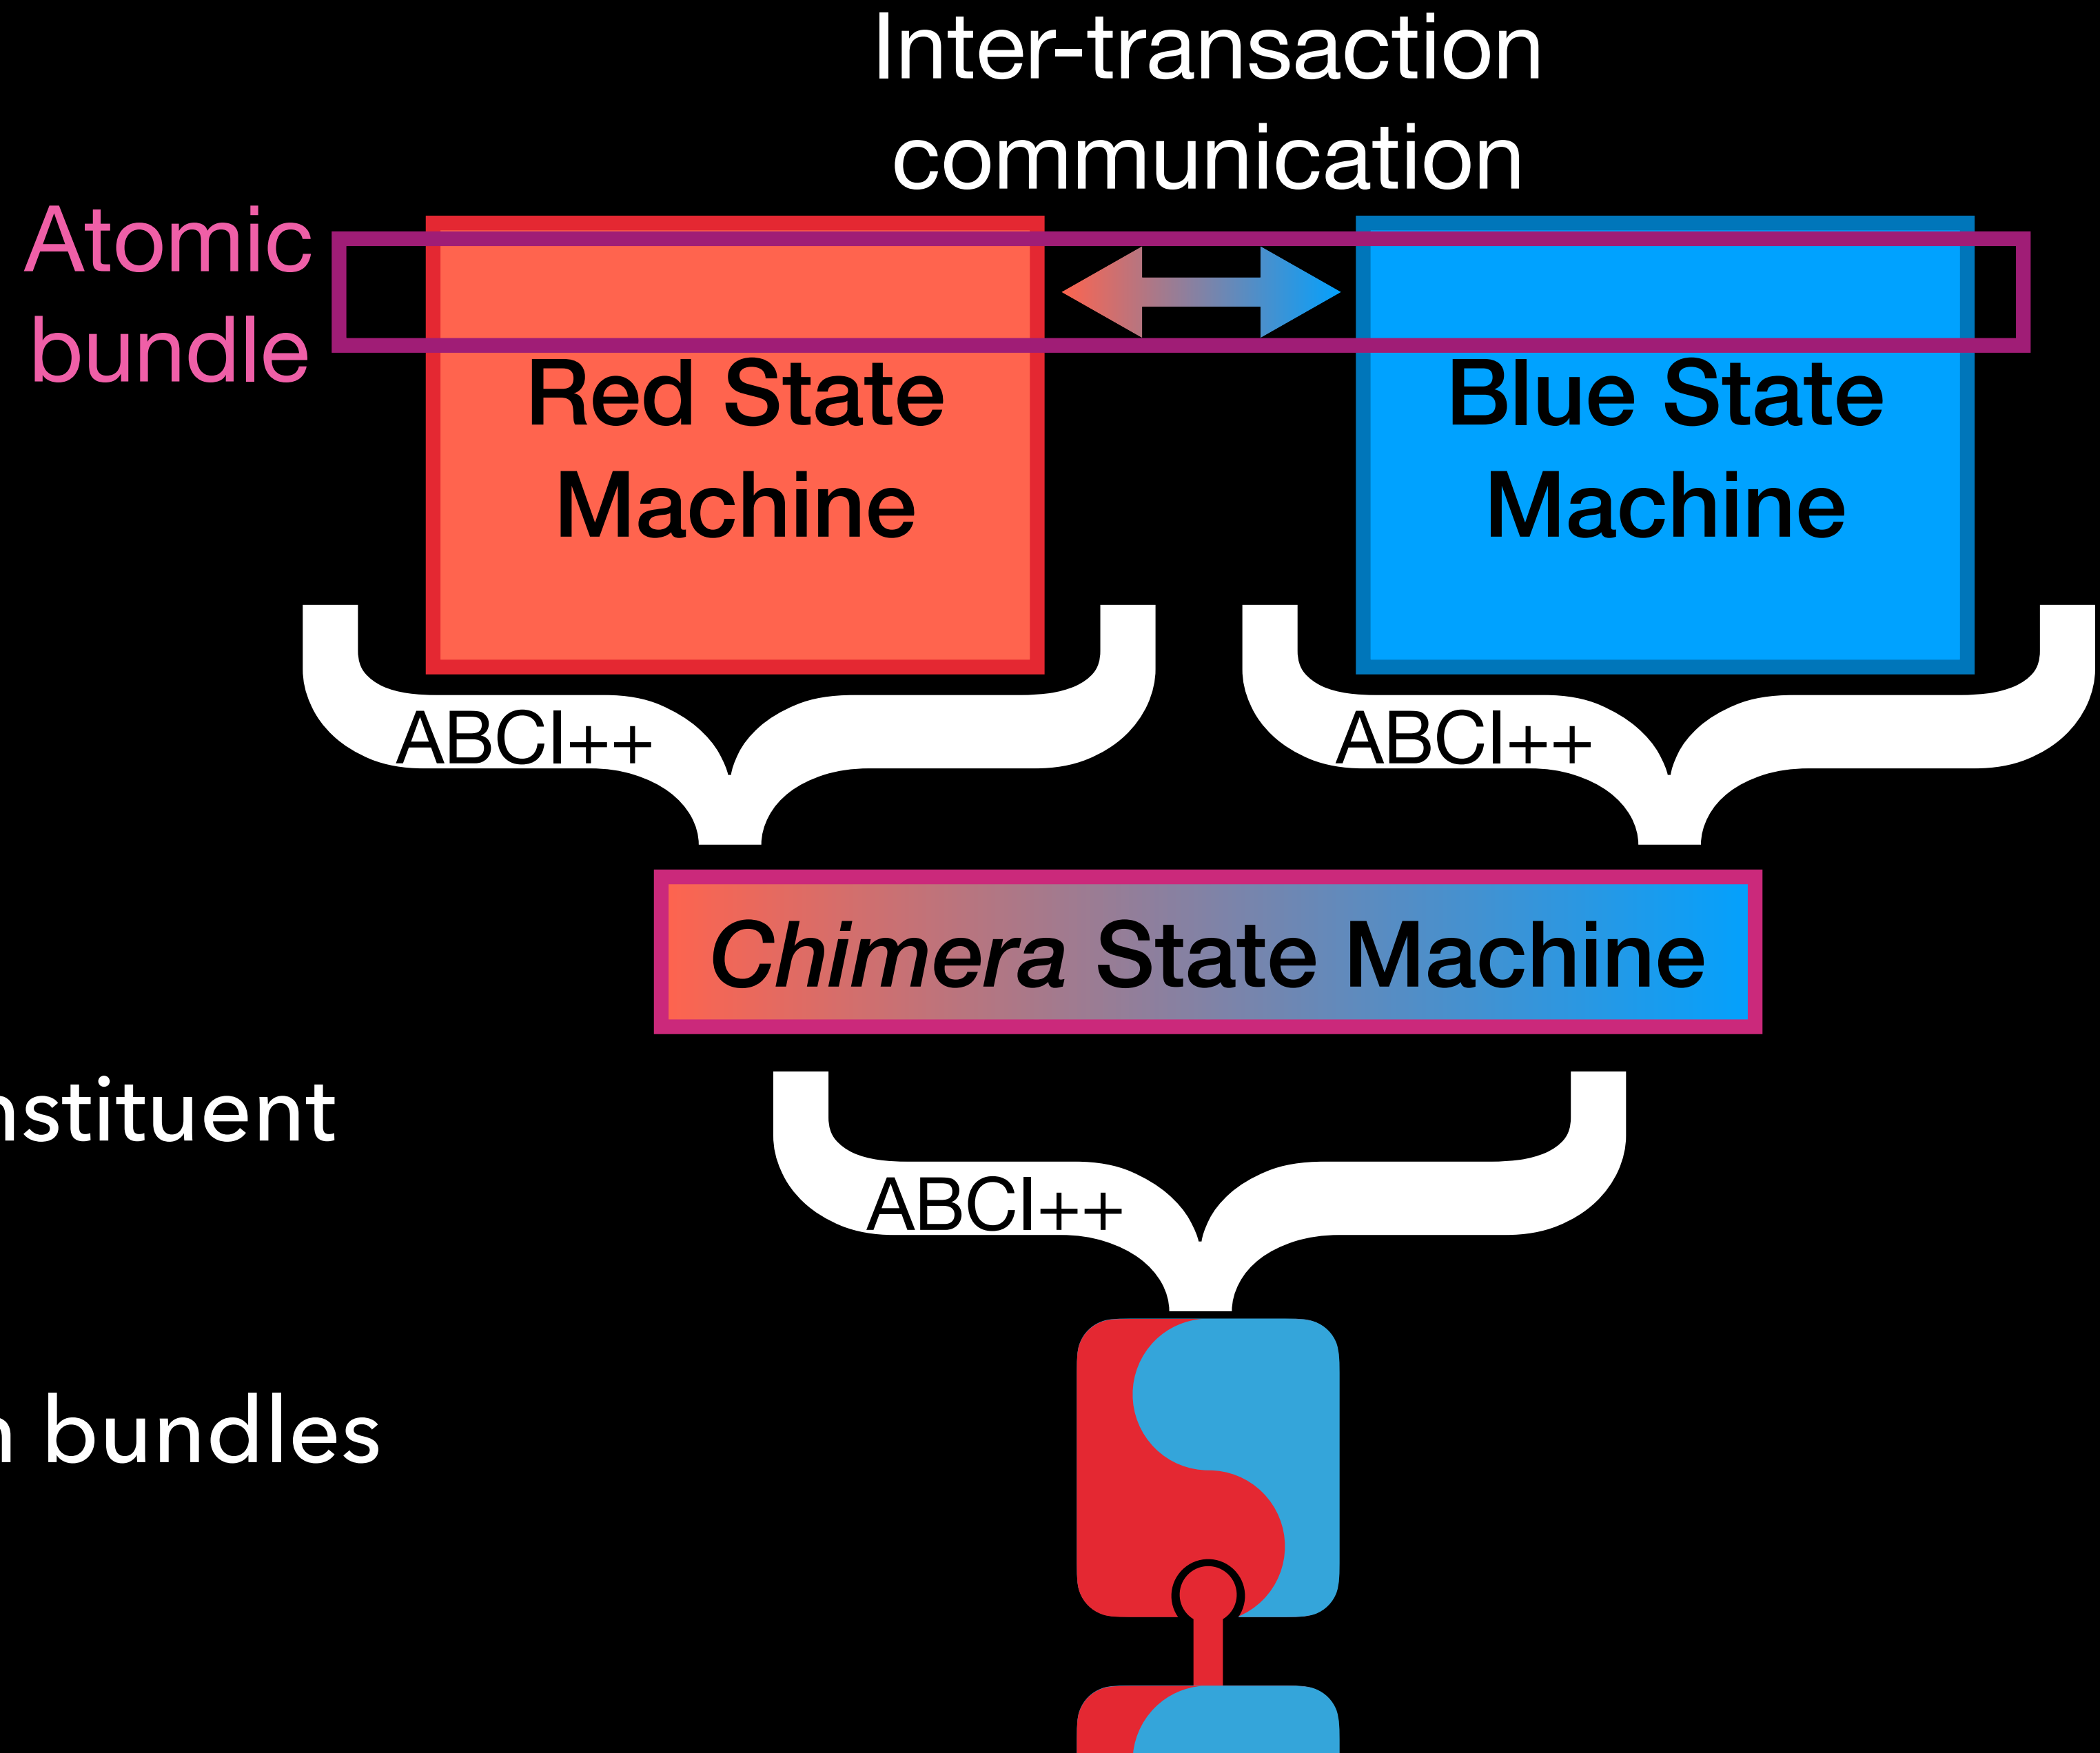 Inter-transaction
communication
Atomic
bundle
Red State
Machine
Blue State
Machine
ABCI++
ABCI++
Chimera State Machine
nstituent
ABCI++
bundles